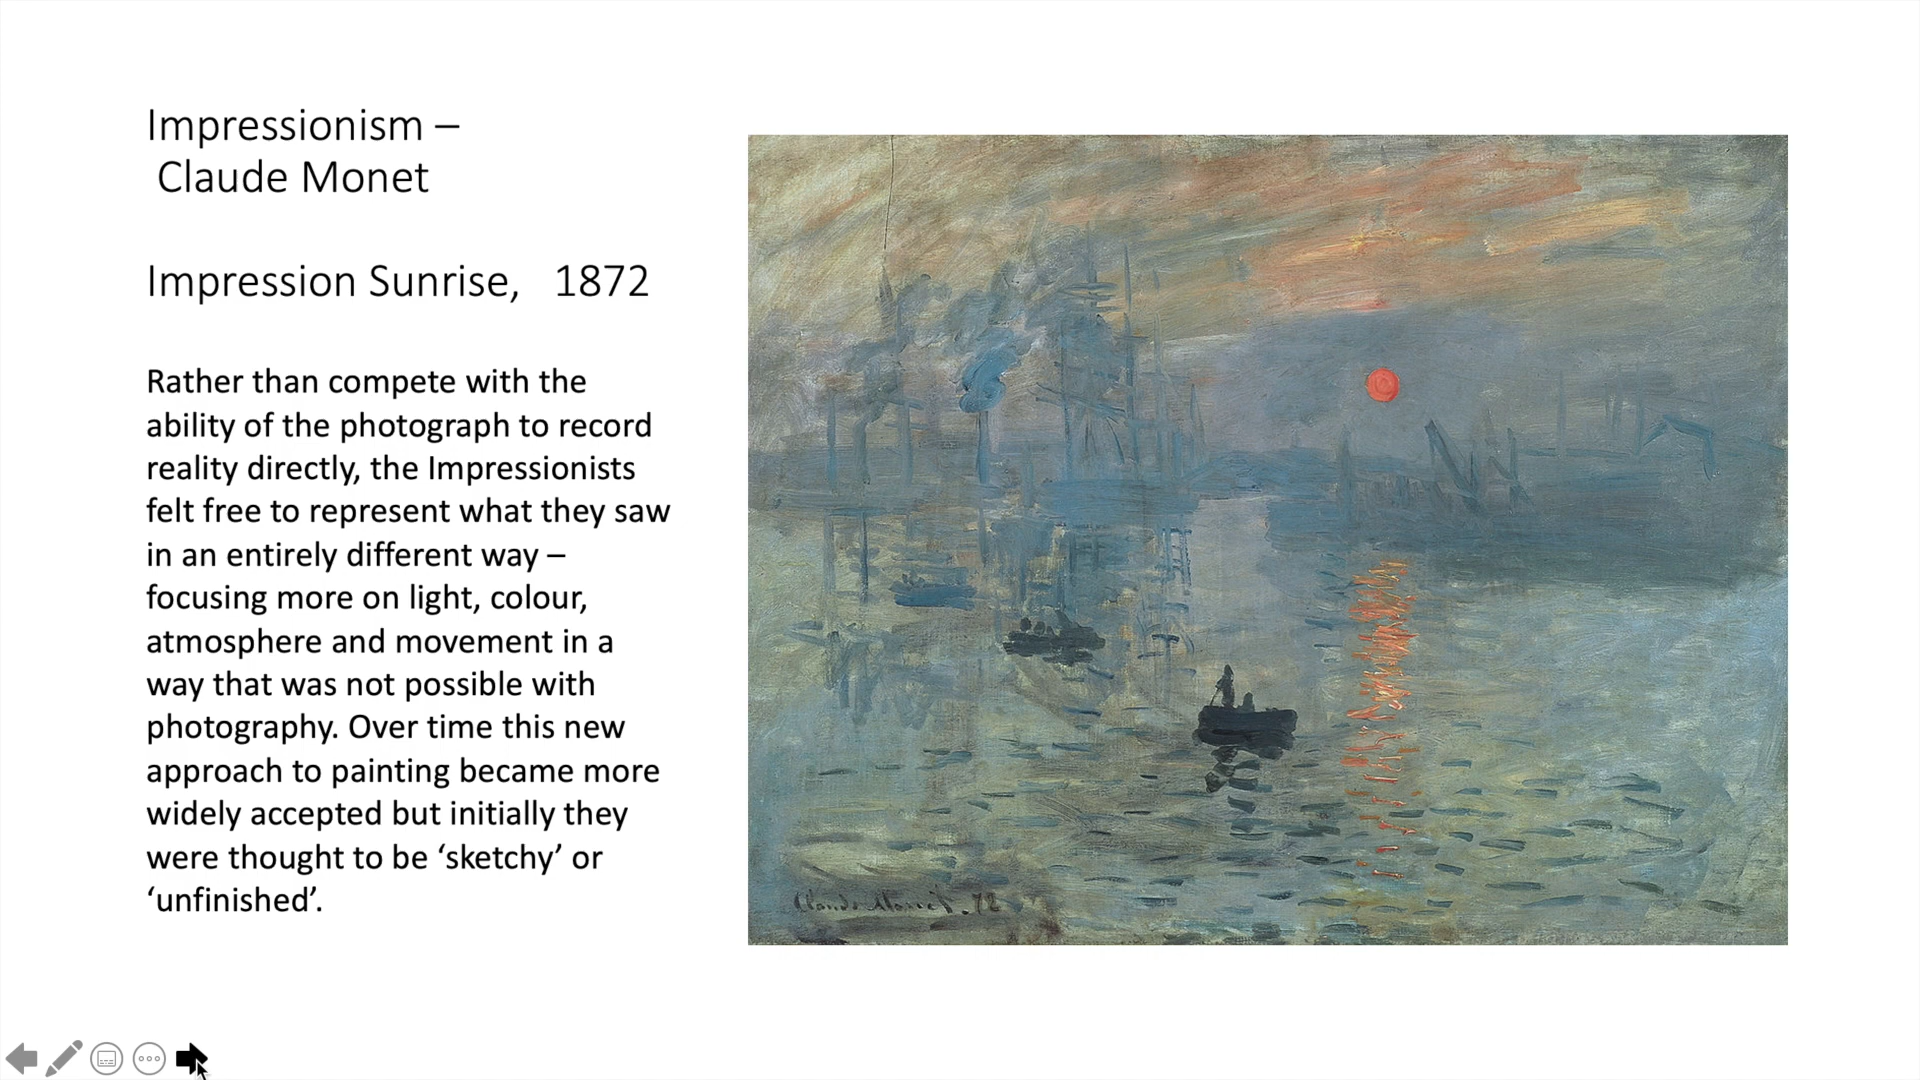 Impressionism –
Claude Monet
Impression Sunrise,   1872
Rather than compete with the
ability of the photograph to record
reality directly, the Impressionists
felt free to represent what they saw
in an entirely different way –
focusing more on light, colour,
atmosphere and movement in a
way that was not possible with
photography. Over time this new
approach to painting became more
widely accepted but initially they
were thought to be ‘sketchy’ or
‘unfinished’.
Claude Monet. 72